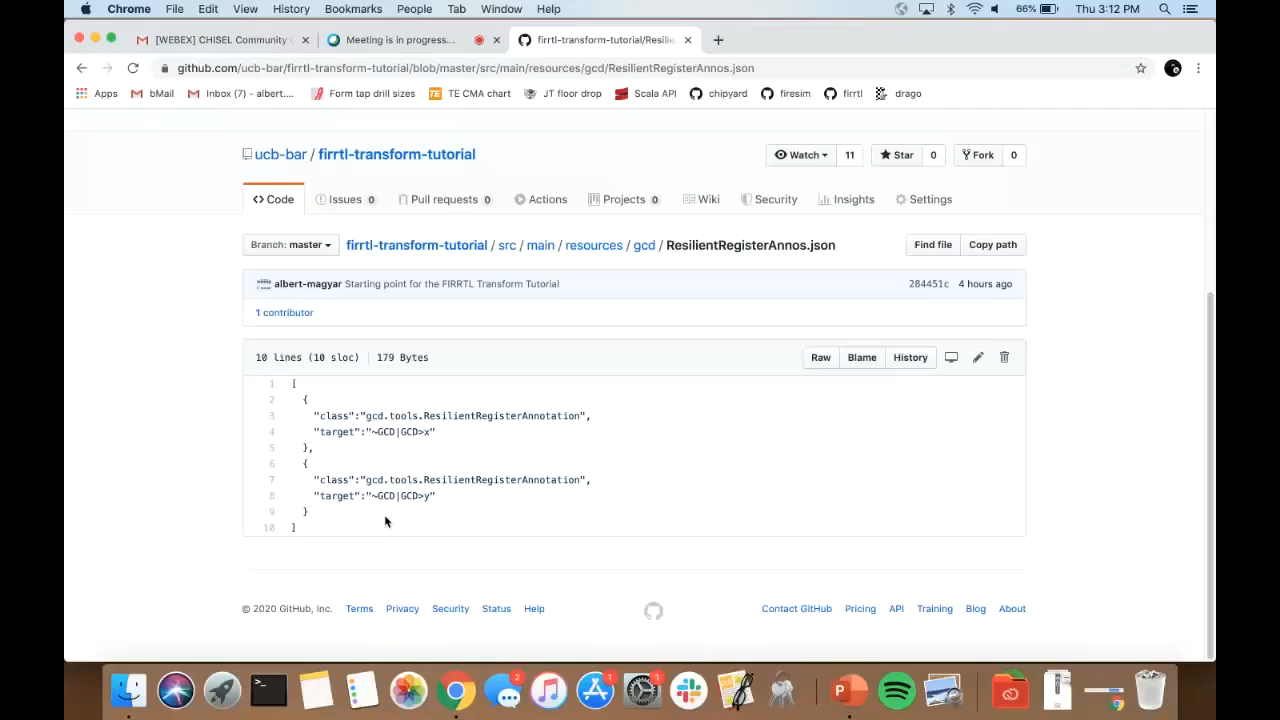 Chrome File Edit View History Bookmarks People Tab Window Help 66% Thu 3:12 PM
[WEBEX] CHISEL Community Meeting is in progress... firrtl-transform-tutorial/Resilie
github.com/ucb-bar/firrtl-transform-tutorial/blob/master/src/main/resources/gcd/ResilientRegisterAnnos.json
Apps bMail Inbox (7) - albert.... Form tap drill sizes TE TE CMA chart JT floor drop Scala API chipyard firesim firrtl drago
ucb-bar / firrtl-transform-tutorial Watch 11 Star 0 Fork 0
<> Code Issues 0 Pull requests 0 Actions Projects 0 Wiki Security Insights Settings
Branch: master firrtl-transform-tutorial / src / main / resources / gcd / ResilientRegisterAnnos.json Find file Copy path
albert-magyar Starting point for the FIRRTL Transform Tutorial 284451c 4 hours ago
1 contributor
10 lines (10 sloc) 179 Bytes Raw Blame History
1 [
2 {
3 "class":"gcd.tools.ResilientRegisterAnnotation",
4 "target":"~GCD|GCD>x"
5 },
6 {
7 "class":"gcd.tools.ResilientRegisterAnnotation",
8 "target":"~GCD|GCD>y"
9 }
10 ]
© 2020 GitHub, Inc. Terms Privacy Security Status Help Contact GitHub Pricing API Training Blog About
2 1 1